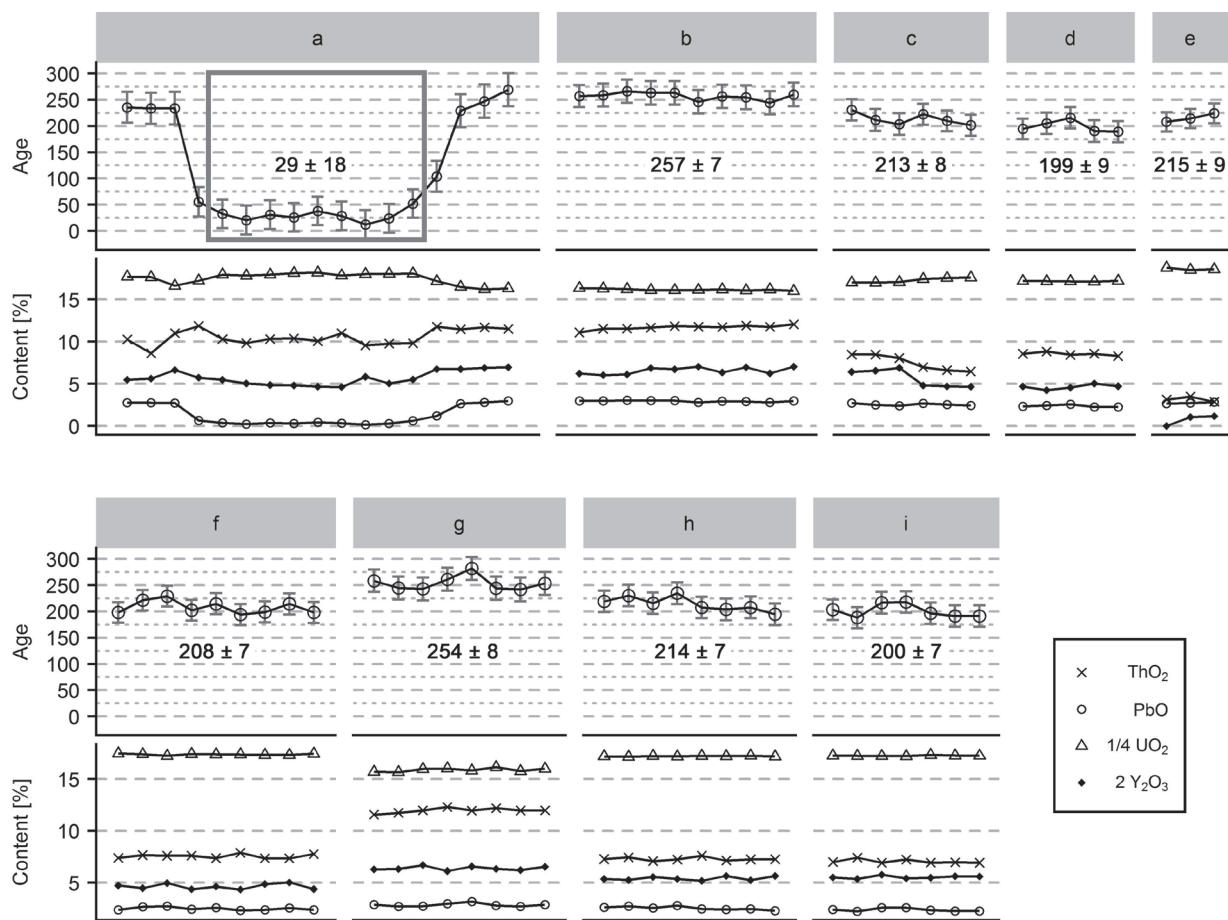 a b c d e
300
250
200
150
100
50
0
Age
29 ± 18 257 ± 7 213 ± 8 199 ± 9 215 ± 9
15
10
5
0
Content [%]
f g h i
300
250
200
150
100
50
0
Age
208 ± 7 254 ± 8 214 ± 7 200 ± 7
15
10
5
Content [%]
ThO₂
PbO
1/4 UO₂
2 Y₂O₃